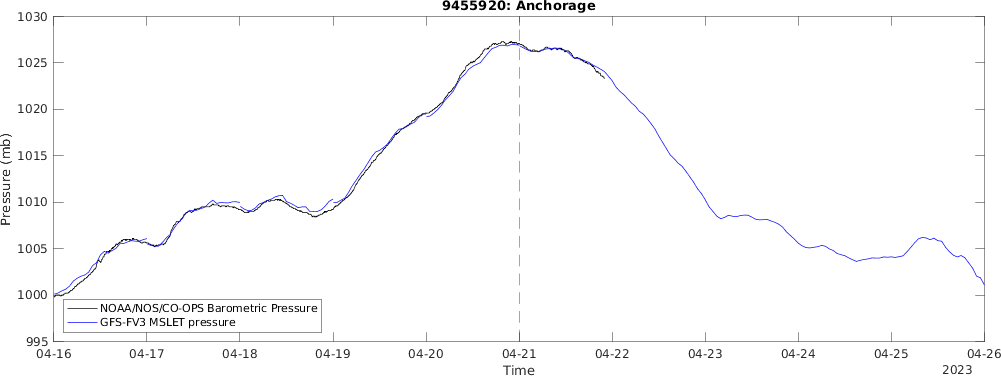 9455920: Anchorage
1030
1025
1020
1015
1010
1005
1000
995
Pressure (mb)
NOAA/NOS/CO-OPS Barometric Pressure
GFS-FV3 MSLET pressure
04-16 04-17 04-18 04-19 04-20 04-21 04-22 04-23 04-24 04-25 04-26
Time
2023